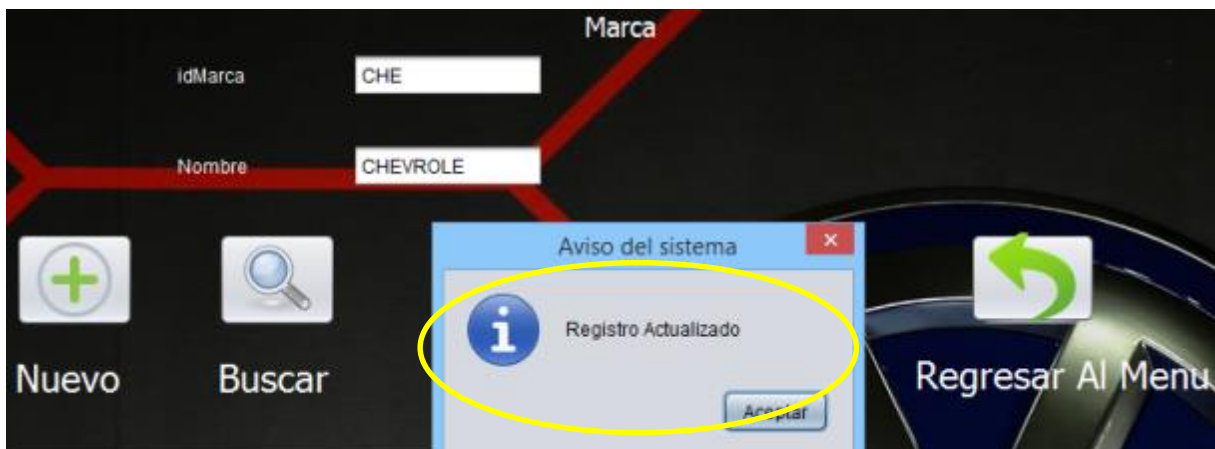 Marca
idMarca
CHE
Nombre
CHEVROLE
Aviso del sistema
Registro Actualizado
Aceptar
Nuevo
Buscar
Regresar Al Menu